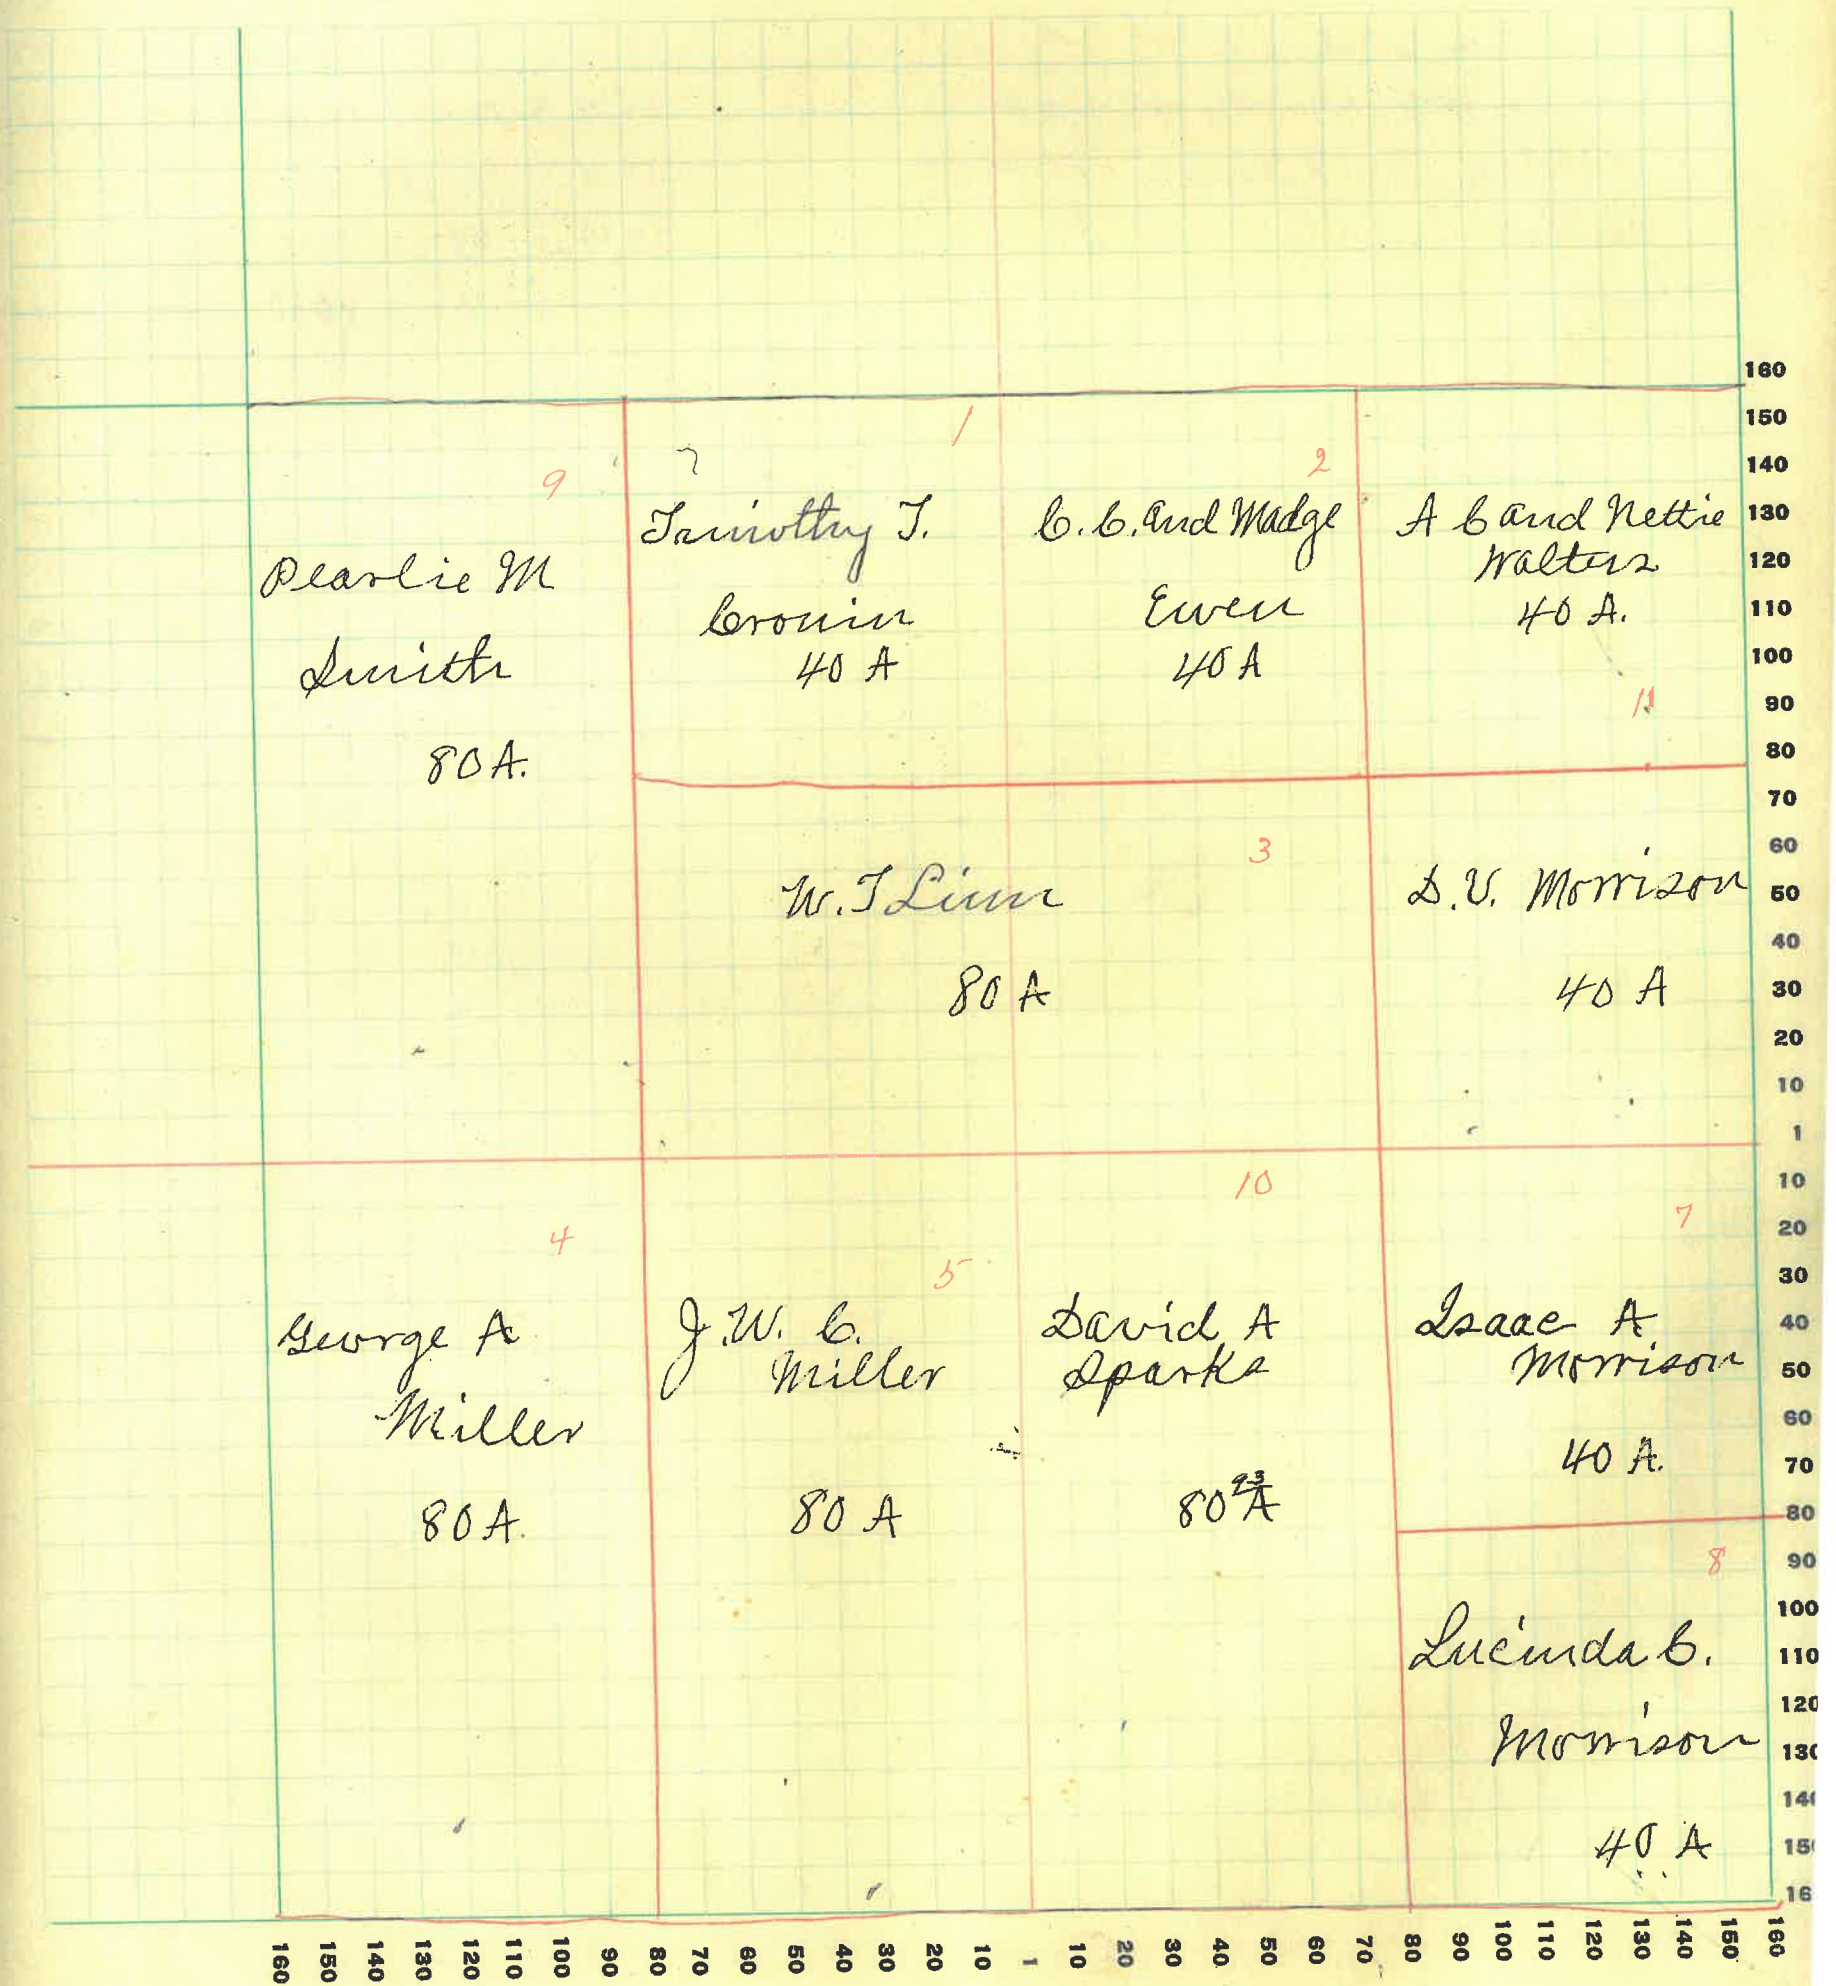 1
2
9
Timothy T.
C. C. and Madge
A C and Nettie
Walters
Pearlie M
Cronin
Ewen
40 A.
Smith
40 A
40 A
11
80 A.
3
W. T Linn
D. V. Morrison
80 A
40 A
10
7
4
5
George A
J. W. C.
David A
Isaac A.
Miller
Sparks
Morrison
Miller
40 A.
80 A.
80 A
80 93 A
8
Lucinda C.
Morrison
40 A
160
150
140
130
120
110
100
90
80
70
60
50
40
30
20
10
1
10
20
30
40
50
60
70
80
90
100
110
120
130
140
150
16
160 150 140 130 120 110 100 90 80 70 60 50 40 30 20 10 1 10 20 30 40 50 60 70 80 90 100 110 120 130 140 150 160